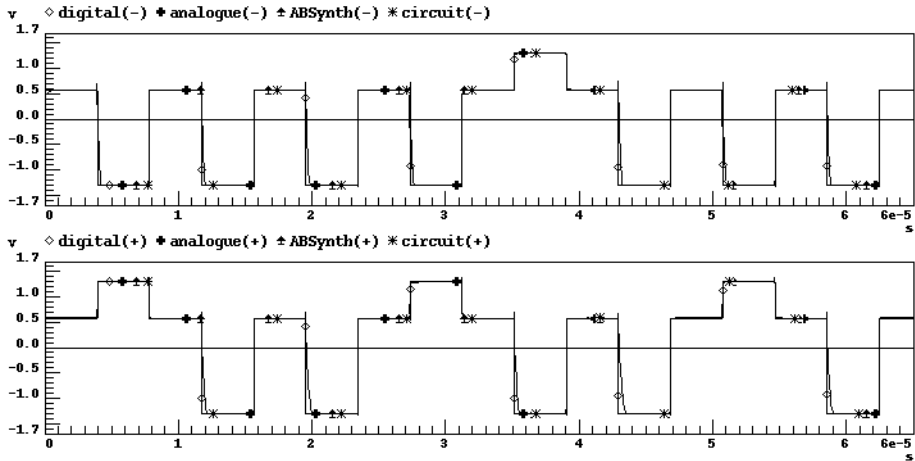 v ◇ digital(-) ✚ analogue(-) ▲ ABSynth(-) ✳ circuit(-)
1.7
1.0
0.5
0.0
-0.5
-1.0
-1.7
0 1 2 3 4 5 6 6e-5
s
v ◇ digital(+) ✚ analogue(+) ▲ ABSynth(+) ✳ circuit(+)
1.7
1.0
0.5
0.0
-0.5
-1.0
-1.7
0 1 2 3 4 5 6 6e-5
s